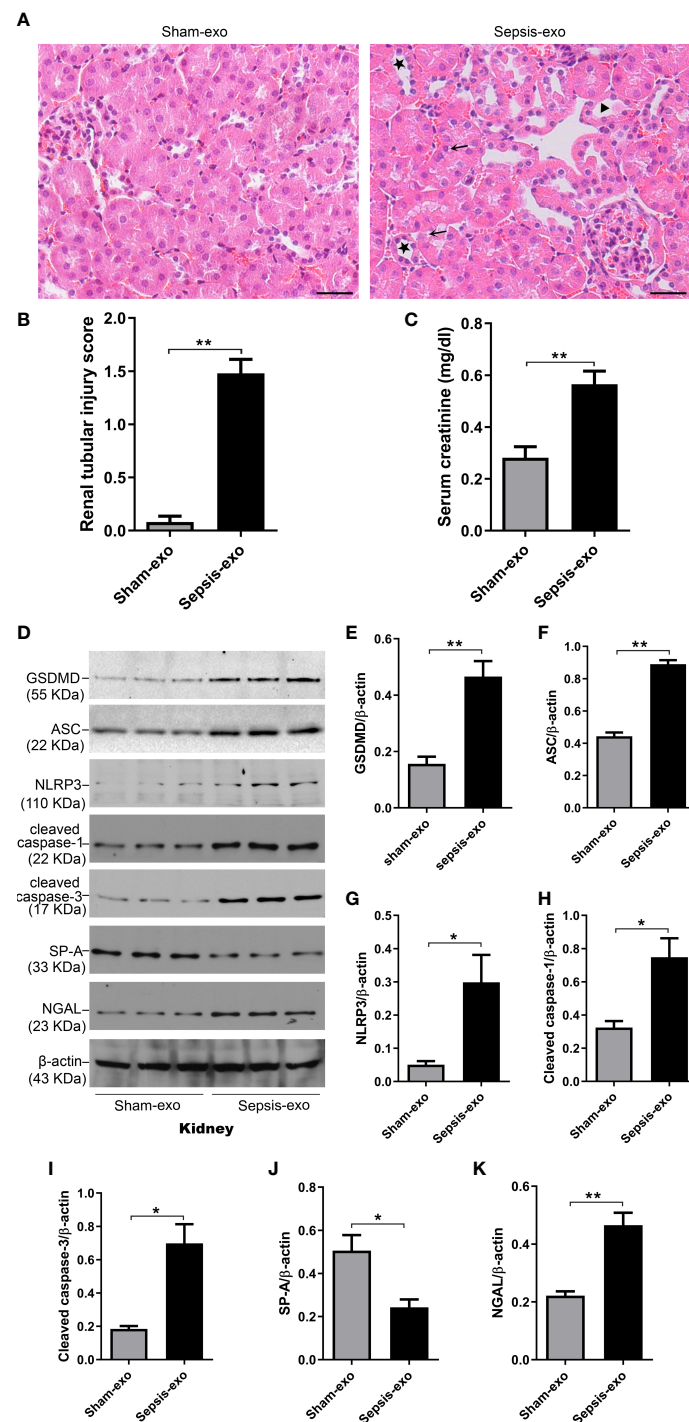 A
Sham-exo
Sepsis-exo
B
Renal tubular injury score
2.0
1.5
1.0
0.5
0.0
**
Sham-exo
Sepsis-exo
C
Serum creatinine (mg/dl)
0.8
0.6
0.4
0.2
0.0
**
Sham-exo
Sepsis-exo
D
GSDMD
(55 KDa)
ASC
(22 KDa)
NLRP3
(110 KDa)
cleaved
caspase-1
(22 KDa)
cleaved
caspase-3
(17 KDa)
SP-A
(33 KDa)
NGAL
(23 KDa)
β-actin
(43 KDa)
Sham-exo
Sepsis-exo
Kidney
E
GSDMD/β-actin
0.6
0.4
0.2
0.0
**
sham-exo
sepsis-exo
F
ASC/β-actin
1.0
0.8
0.6
0.4
0.2
0.0
**
Sham-exo
Sepsis-exo
G
NLRP3/β-actin
0.5
0.4
0.3
0.2
0.1
0.0
*
Sham-exo
Sepsis-exo
H
Cleaved caspase-1/β-actin
1.0
0.8
0.6
0.4
0.2
0.0
*
Sham-exo
Sepsis-exo
I
Cleaved caspase-3/β-actin
1.0
0.8
0.6
0.4
0.2
0.0
*
Sham-exo
Sepsis-exo
J
SP-A/β-actin
0.8
0.6
0.4
0.2
0.0
*
Sham-exo
Sepsis-exo
K
NGAL/β-actin
0.6
0.4
0.2
0.0
**
Sham-exo
Sepsis-exo